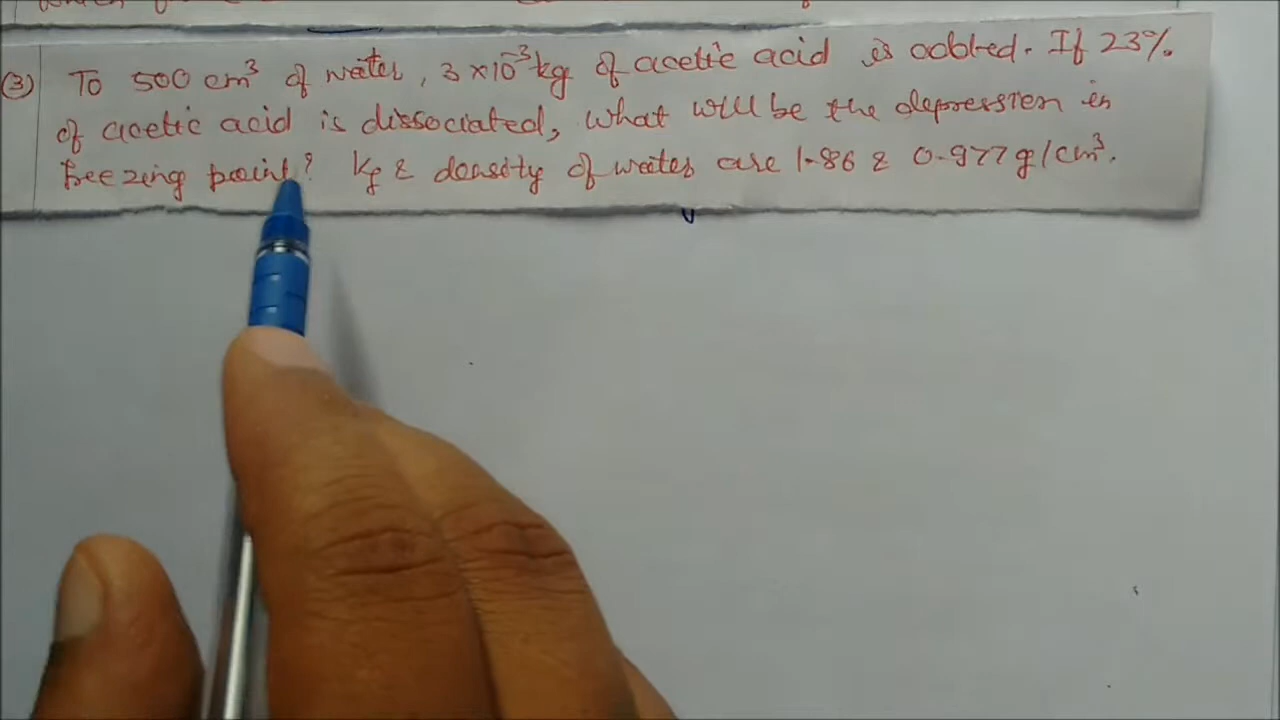 (3) To 500 cm³ of water, 3×10⁻³ kg of acetic acid is added. If 23%
of acetic acid is dissociated, what will be the depression in
freezing point? Kf & density of water are 1.86 & 0.977 g/cm³.